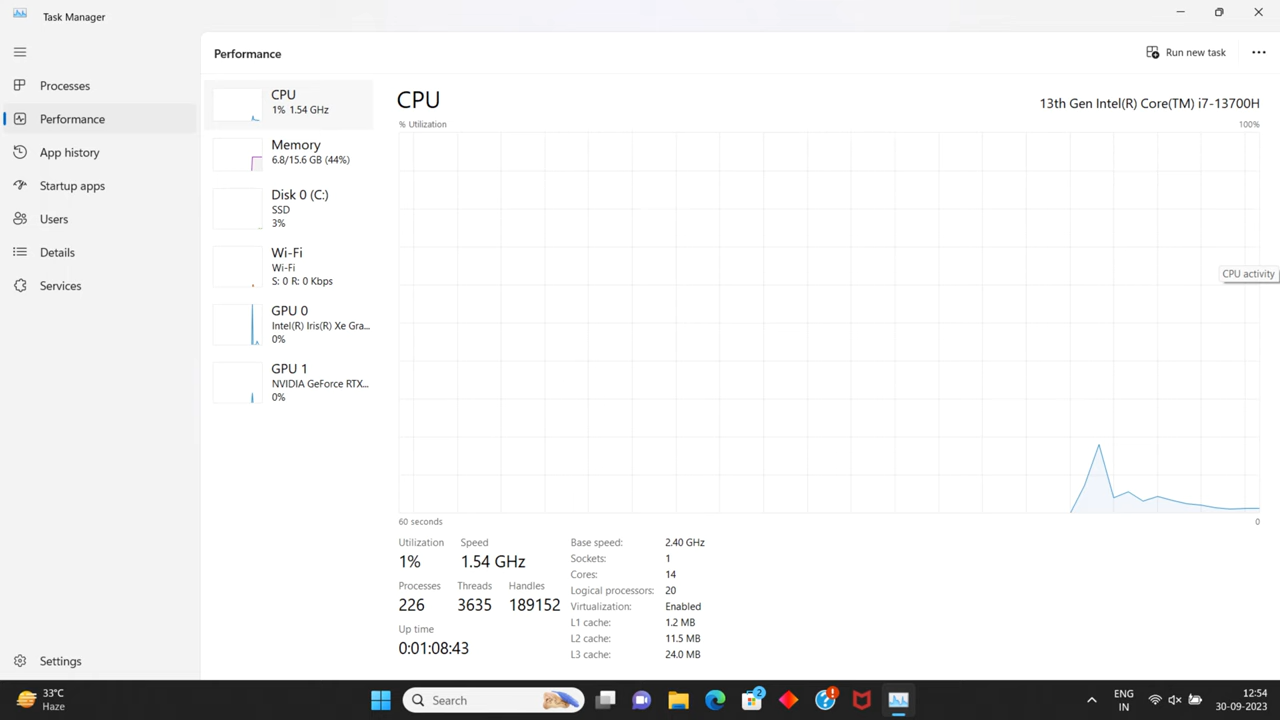 Task Manager
Performance
Run new task
Processes
Performance
App history
Startup apps
Users
Details
Services
Settings
CPU
1% 1.54 GHz
Memory
6.8/15.6 GB (44%)
Disk 0 (C:)
SSD
3%
Wi-Fi
Wi-Fi
S: 0 R: 0 Kbps
GPU 0
Intel(R) Iris(R) Xe Gra...
0%
GPU 1
NVIDIA GeForce RTX...
0%
CPU
13th Gen Intel(R) Core(TM) i7-13700H
% Utilization
100%
CPU activity
60 seconds
0
Utilization
Speed
1%
1.54 GHz
Processes
Threads
Handles
226
3635
189152
Up time
0:01:08:43
Base speed: 2.40 GHz
Sockets: 1
Cores: 14
Logical processors: 20
Virtualization: Enabled
L1 cache: 1.2 MB
L2 cache: 11.5 MB
L3 cache: 24.0 MB
33°C
Haze
Search
2
ENG
IN
12:54
30-09-2023